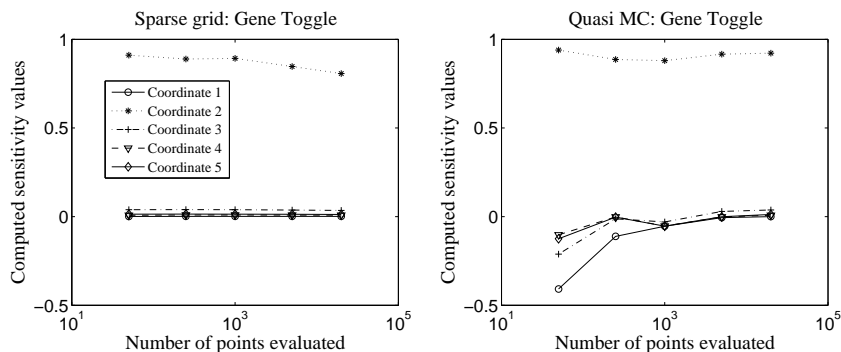 Sparse grid: Gene Toggle
Computed sensitivity values
1
0.5
0
−0.5
Coordinate 1
Coordinate 2
Coordinate 3
Coordinate 4
Coordinate 5
10^1
10^3
10^5
Number of points evaluated
Quasi MC: Gene Toggle
Computed sensitivity values
1
0.5
0
−0.5
10^1
10^3
10^5
Number of points evaluated